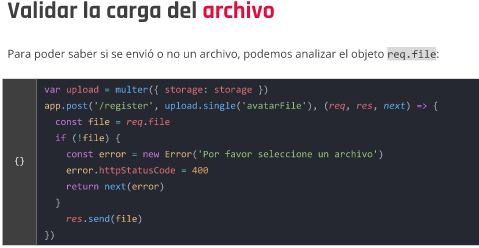 Validar la carga del archivo
Para poder saber si se envió o no un archivo, podemos analizar el objeto req.file:
{}
var upload = multer({ storage: storage })
app.post('/register', upload.single('avatarFile'), (req, res, next) => {
  const file = req.file
  if (!file) {
    const error = new Error('Por favor seleccione un archivo')
    error.httpStatusCode = 400
    return next(error)
  }
    res.send(file)
})